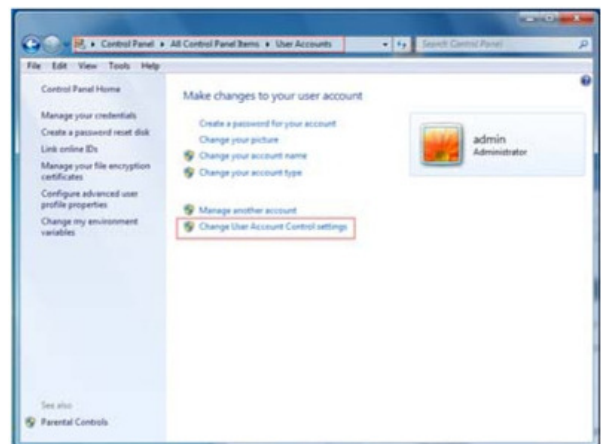 Control Panel ▸ All Control Panel Items ▸ User Accounts
Search Control Panel
File Edit View Tools Help
Control Panel Home
Manage your credentials
Create a password reset disk
Link online IDs
Manage your file encryption
certificates
Configure advanced user
profile properties
Change my environment
variables
See also
Parental Controls
Make changes to your user account
Create a password for your account
Change your picture
Change your account name
Change your account type
Manage another account
Change User Account Control settings
admin
Administrator